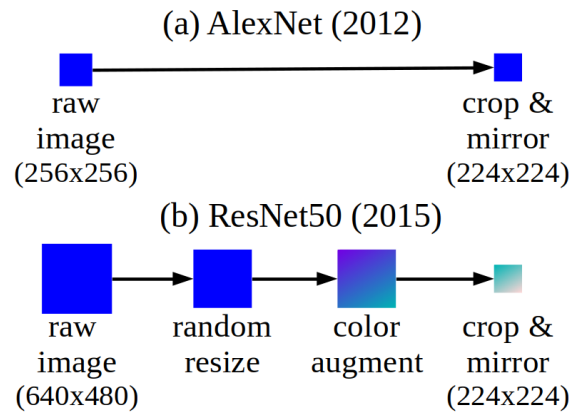 (a) AlexNet (2012)
raw crop &
image mirror
(256x256) (224x224)
(b) ResNet50 (2015)
raw random color crop &
image resize augment mirror
(640x480) (224x224)